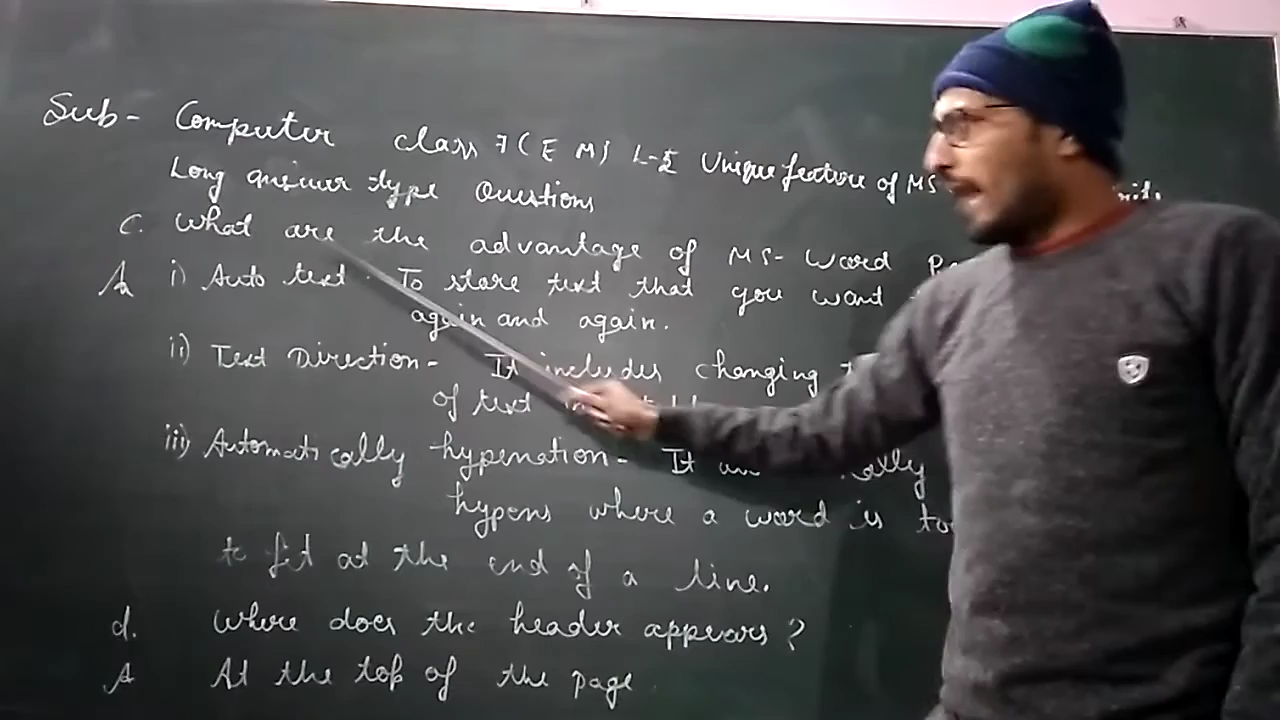 Sub- Computer class 7 (E M) L-5 Unique feature of MS
Long answer type Questions
C. What are the advantage of MS- Word
A i) Auto text. To store text that you want
again and again.
ii) Text Direction- It includes changing
of text
iii) Automatically hypenation- It
hypens where a word is
to fit at the end of a line.
d. Where does the header appears?
A At the top of the page.